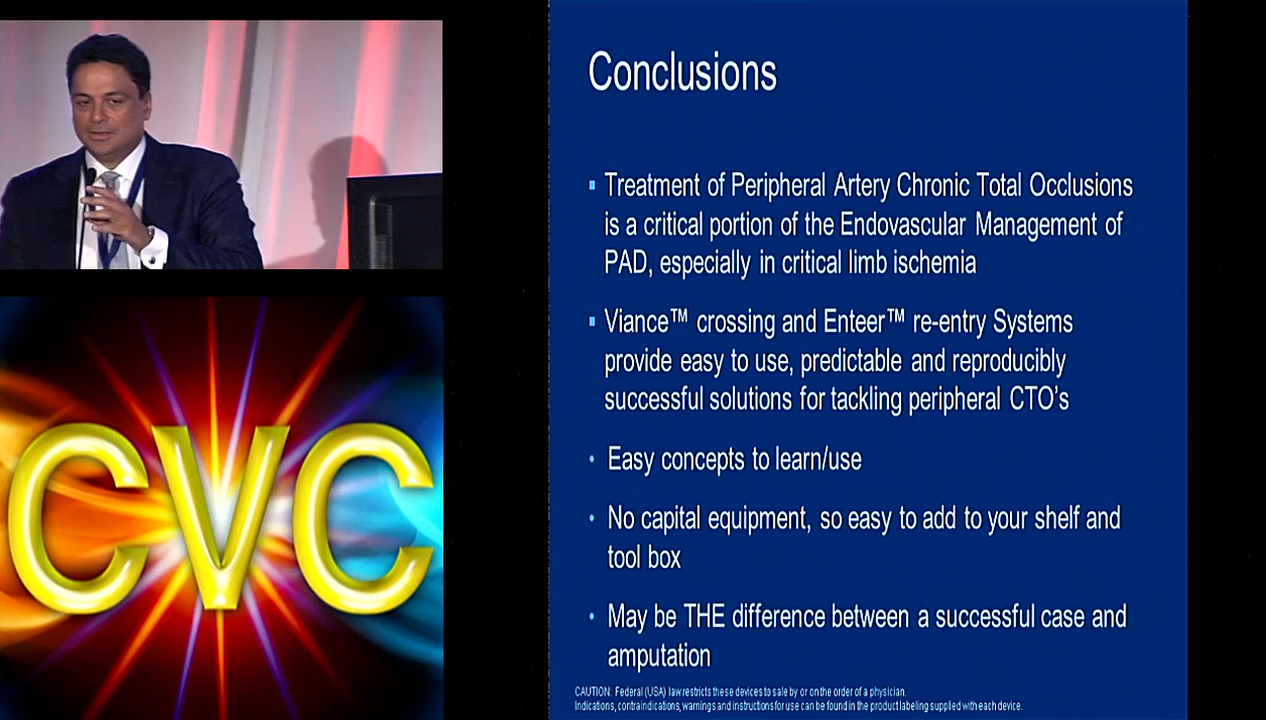 CVC
Conclusions
Treatment of Peripheral Artery Chronic Total Occlusions
is a critical portion of the Endovascular Management of
PAD, especially in critical limb ischemia
Viance™ crossing and Enteer™ re-entry Systems
provide easy to use, predictable and reproducibly
successful solutions for tackling peripheral CTO’s
Easy concepts to learn/use
No capital equipment, so easy to add to your shelf and
tool box
May be THE difference between a successful case and
amputation
CAUTION: Federal (USA) law restricts these devices to sale by or on the order of a physician.
Indications, contraindications, warnings and instructions for use can be found in the product labeling supplied with each device.